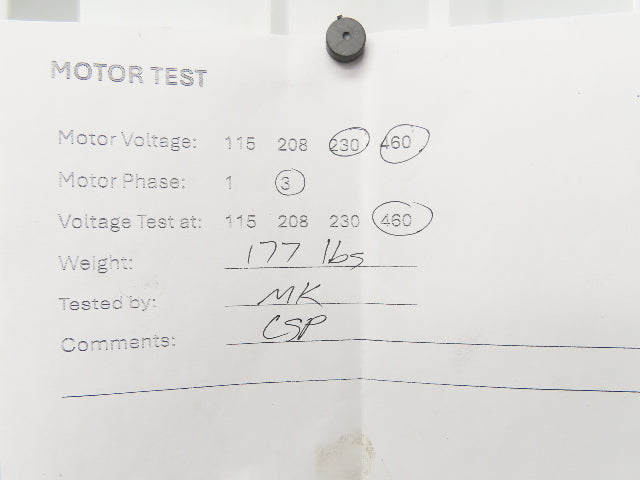 MOTOR TEST
Motor Voltage: 115 208 230 460
Motor Phase: 1 3
Voltage Test at: 115 208 230 460
Weight: 177 lbs
Tested by: MK
Comments: CSP